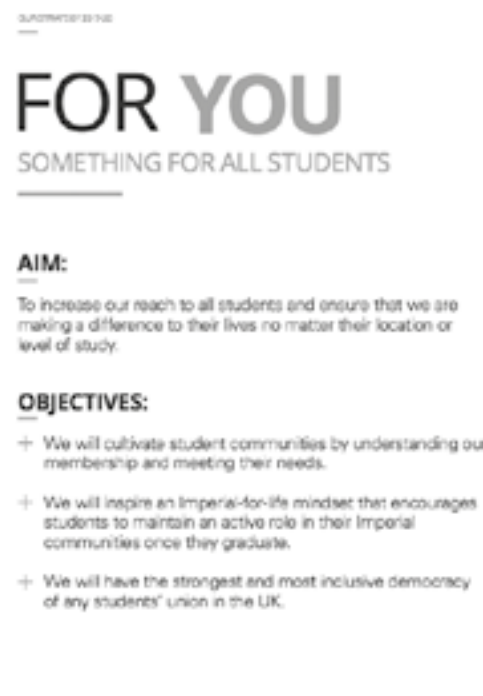 FOR YOU
SOMETHING FOR ALL STUDENTS
AIM:
To increase our reach to all students and ensure that we are
making a difference to their lives no matter their location or
level of study.
OBJECTIVES:
+ We will cultivate student communities by understanding ou
membership and meeting their needs.
+ We will inspire an Imperial-for-life mindset that encourages
students to maintain an active role in their Imperial
communities once they graduate.
+ We will have the strongest and most inclusive democracy
of any students' union in the UK.